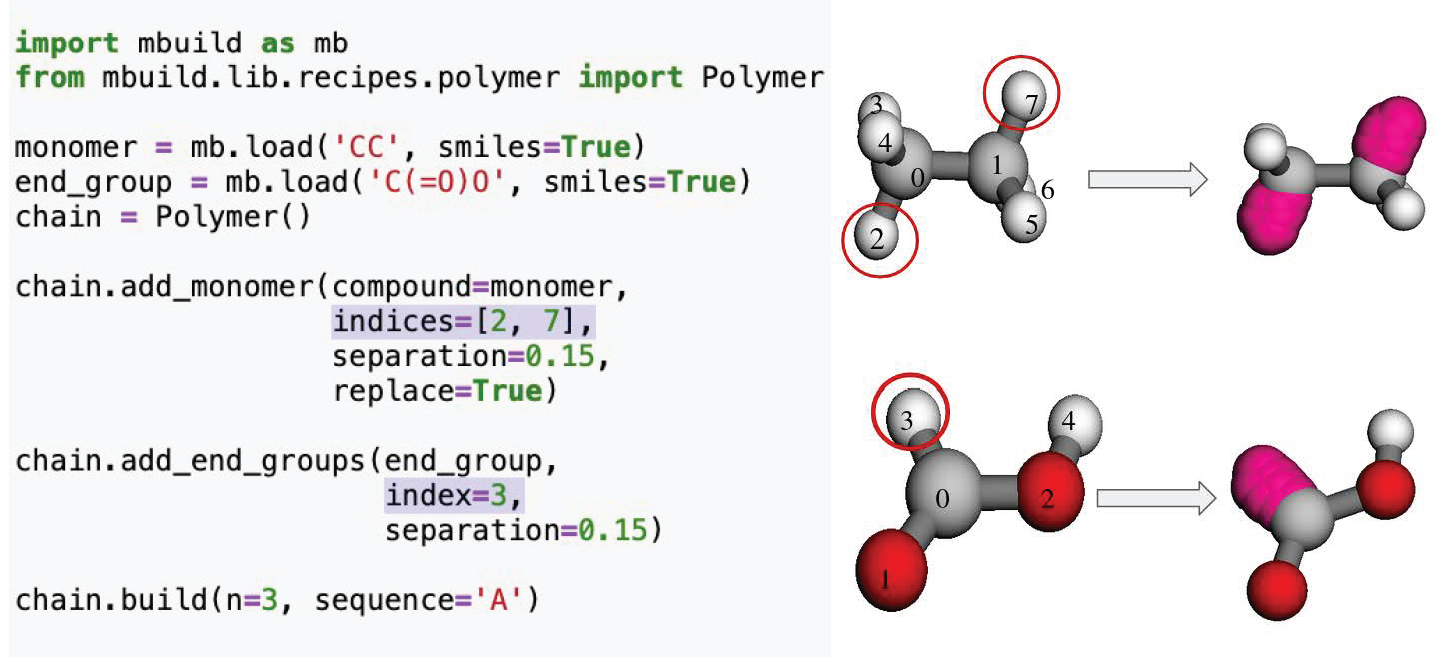 import mbuild as mb
from mbuild.lib.recipes.polymer import Polymer
monomer = mb.load('CC', smiles=True)
end_group = mb.load('C(=O)O', smiles=True)
chain = Polymer()
chain.add_monomer(compound=monomer,
indices=[2, 7],
separation=0.15,
replace=True)
chain.add_end_groups(end_group,
index=3,
separation=0.15)
chain.build(n=3, sequence='A')
7
3
4
1
0
6
5
2
3
4
0
2
1